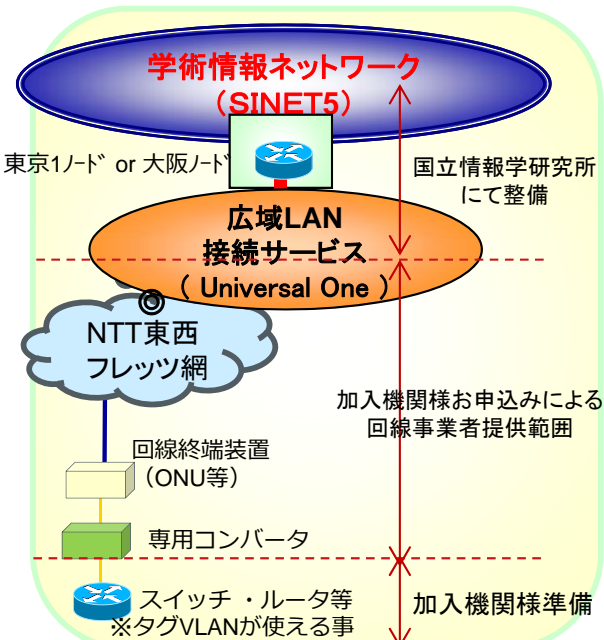 学術情報ネットワーク
（SINET5）
東京1ﾉｰﾄﾞ or 大阪ﾉｰﾄﾞ
国立情報学研究所
にて整備
広域LAN
接続サービス
（ Universal One ）
NTT東西
フレッツ網
加入機関様お申込みによる
回線事業者提供範囲
回線終端装置
（ONU等）
専用コンバータ
スイッチ ・ルータ等
※タグVLANが使える事
加入機関様準備